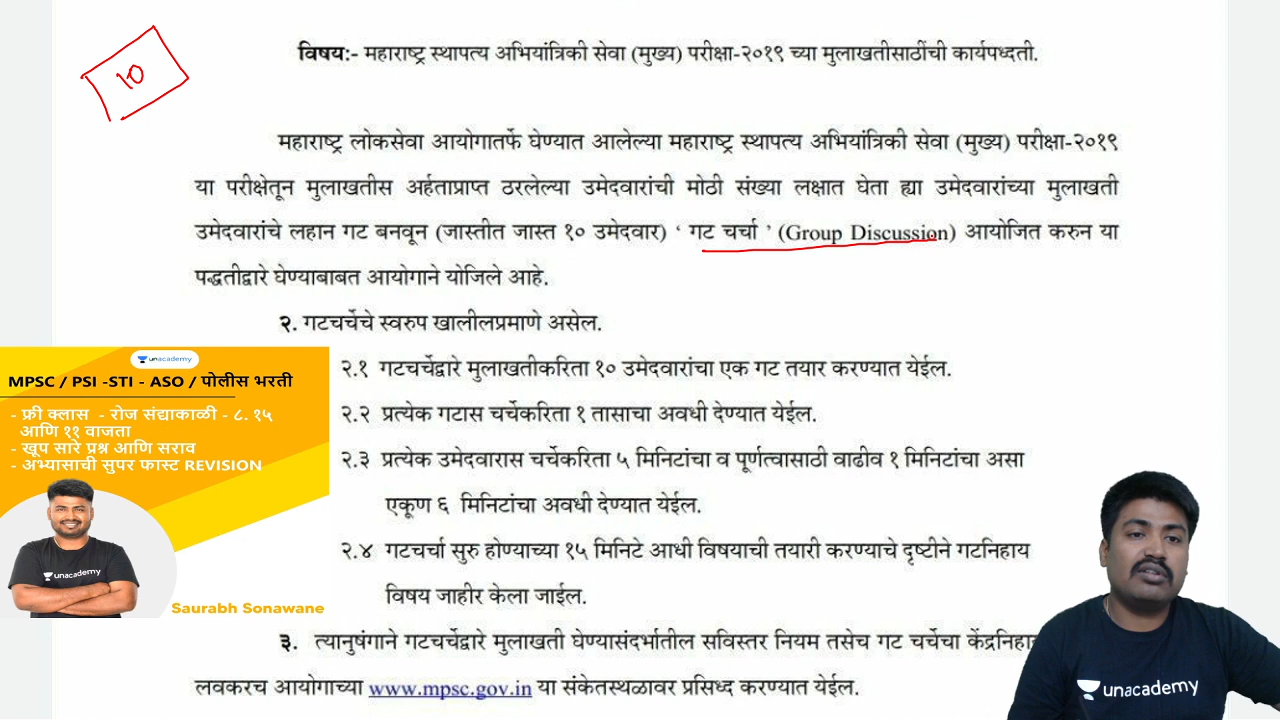 10
विषय:- महाराष्ट्र स्थापत्य अभियांत्रिकी सेवा (मुख्य) परीक्षा-२०१९ च्या मुलाखतीसाठींची कार्यपध्दती.
महाराष्ट्र लोकसेवा आयोगातर्फे घेण्यात आलेल्या महाराष्ट्र स्थापत्य अभियांत्रिकी सेवा (मुख्य) परीक्षा-२०१९
या परीक्षेतून मुलाखतीस अर्हताप्राप्त ठरलेल्या उमेदवारांची मोठी संख्या लक्षात घेता ह्या उमेदवारांच्या मुलाखती
उमेदवारांचे लहान गट बनवून (जास्तीत जास्त १० उमेदवार) ‘ गट चर्चा ’ (Group Discussion) आयोजित करुन या
पद्धतीद्वारे घेण्याबाबत आयोगाने योजिले आहे.
२. गटचर्चेचे स्वरुप खालीलप्रमाणे असेल.
२.१ गटचर्चेद्वारे मुलाखतीकरिता १० उमेदवारांचा एक गट तयार करण्यात येईल.
२.२ प्रत्येक गटास चर्चेकरिता १ तासाचा अवधी देण्यात येईल.
२.३ प्रत्येक उमेदवारास चर्चेकरिता ५ मिनिटांचा व पूर्णत्वासाठी वाढीव १ मिनिटांचा असा
एकूण ६ मिनिटांचा अवधी देण्यात येईल.
२.४ गटचर्चा सुरु होण्याच्या १५ मिनिटे आधी विषयाची तयारी करण्याचे दृष्टीने गटनिहाय
विषय जाहीर केला जाईल.
३. त्यानुषंगाने गटचर्चेद्वारे मुलाखती घेण्यासंदर्भातील सविस्तर नियम तसेच गट चर्चेचा
लवकरच आयोगाच्या www.mpsc.gov.in या संकेतस्थळावर प्रसिध्द करण्यात येईल.
unacademy
MPSC / PSI -STI - ASO / पोलीस भरती
- फ्री क्लास - रोज संध्याकाळी - ८. १५
आणि ११ वाजता
- खूप सारे प्रश्न आणि सराव
- अभ्यासाची सुपर फास्ट REVISION
unacademy
Saurabh Sonawane
unacademy